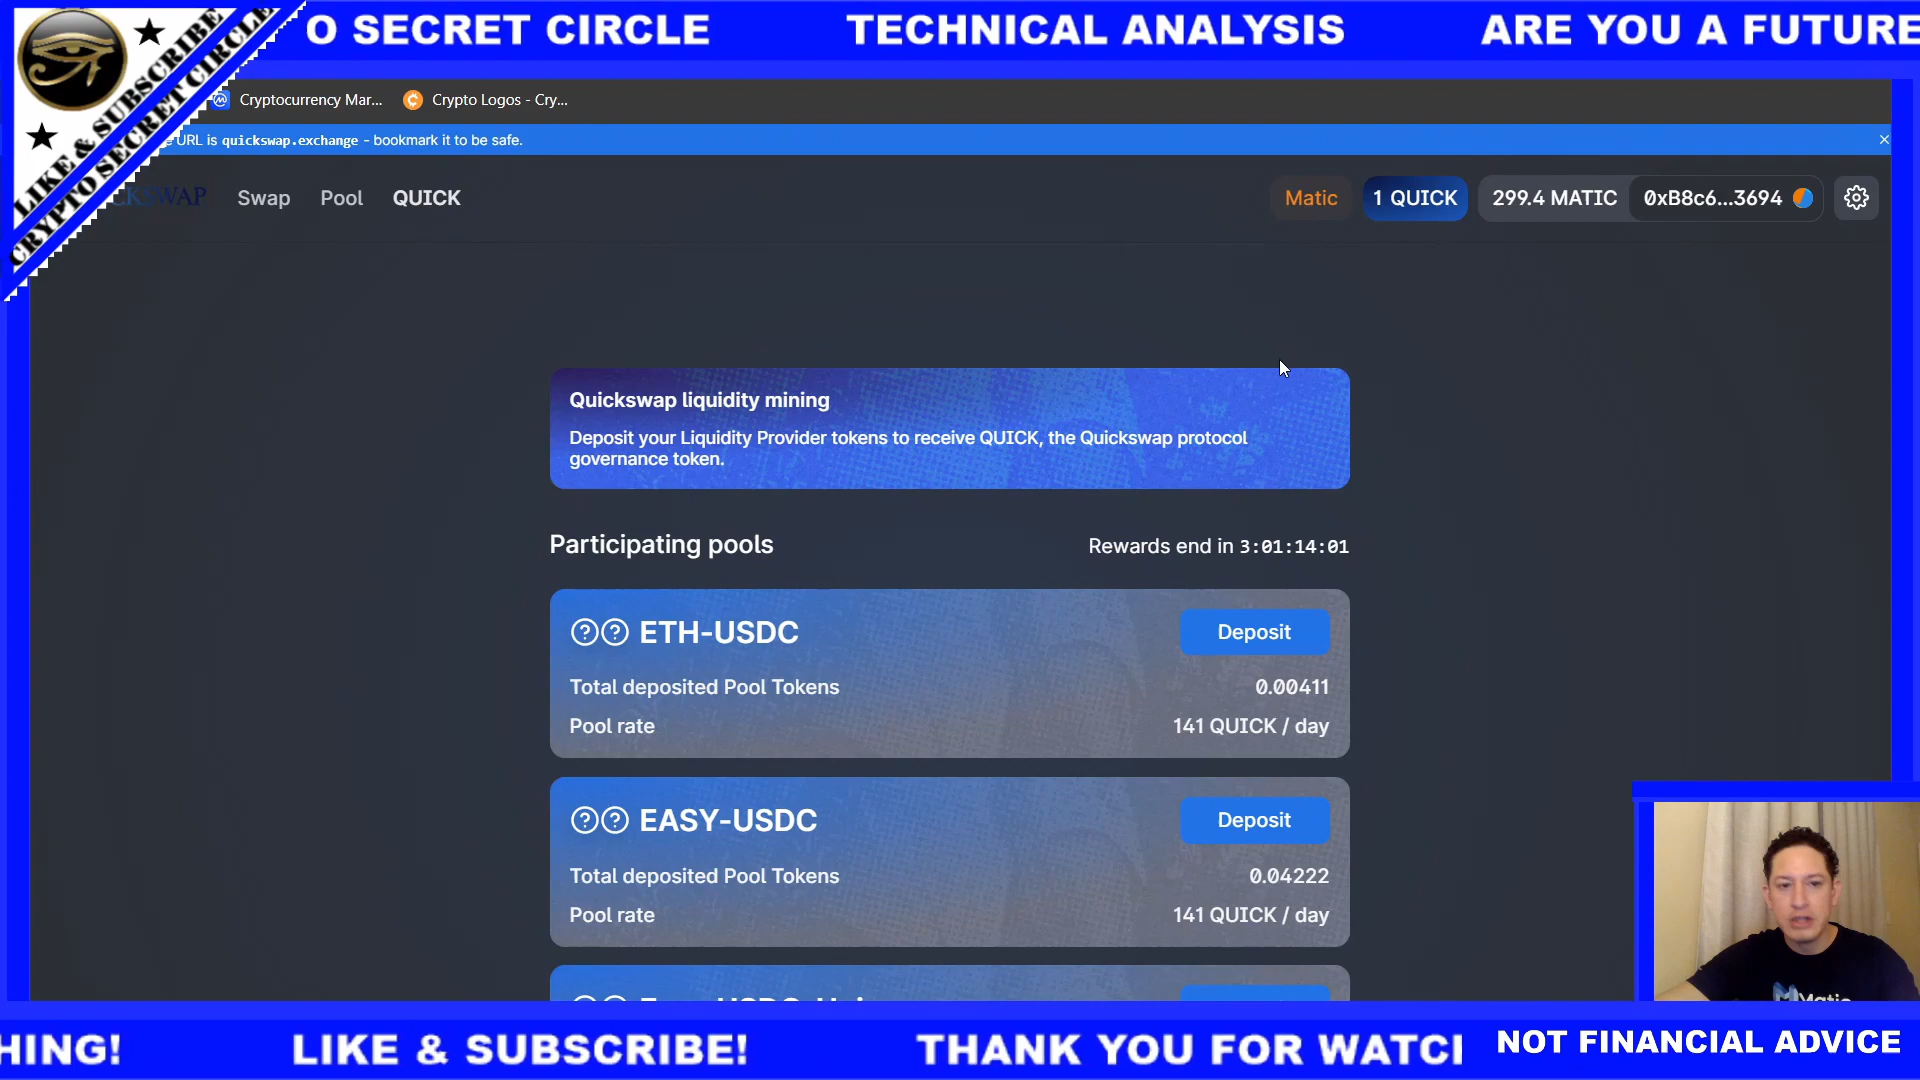 O SECRET CIRCLE
TECHNICAL ANALYSIS
ARE YOU A FUTURE
LIKE & SUBSCRIBE
CRYPTO SECRET CIRCLE
Cryptocurrency Mar...
Crypto Logos - Cry...
URL is quickswap.exchange - bookmark it to be safe.
Swap
Pool
QUICK
Matic
1 QUICK
299.4 MATIC
0xB8c6...3694
Quickswap liquidity mining
Deposit your Liquidity Provider tokens to receive QUICK, the Quickswap protocol
governance token.
Participating pools
Rewards end in 3:01:14:01
ETH-USDC
Deposit
Total deposited Pool Tokens
0.00411
Pool rate
141 QUICK / day
EASY-USDC
Deposit
Total deposited Pool Tokens
0.04222
Pool rate
141 QUICK / day
HING!
LIKE & SUBSCRIBE!
THANK YOU FOR WATCI
NOT FINANCIAL ADVICE